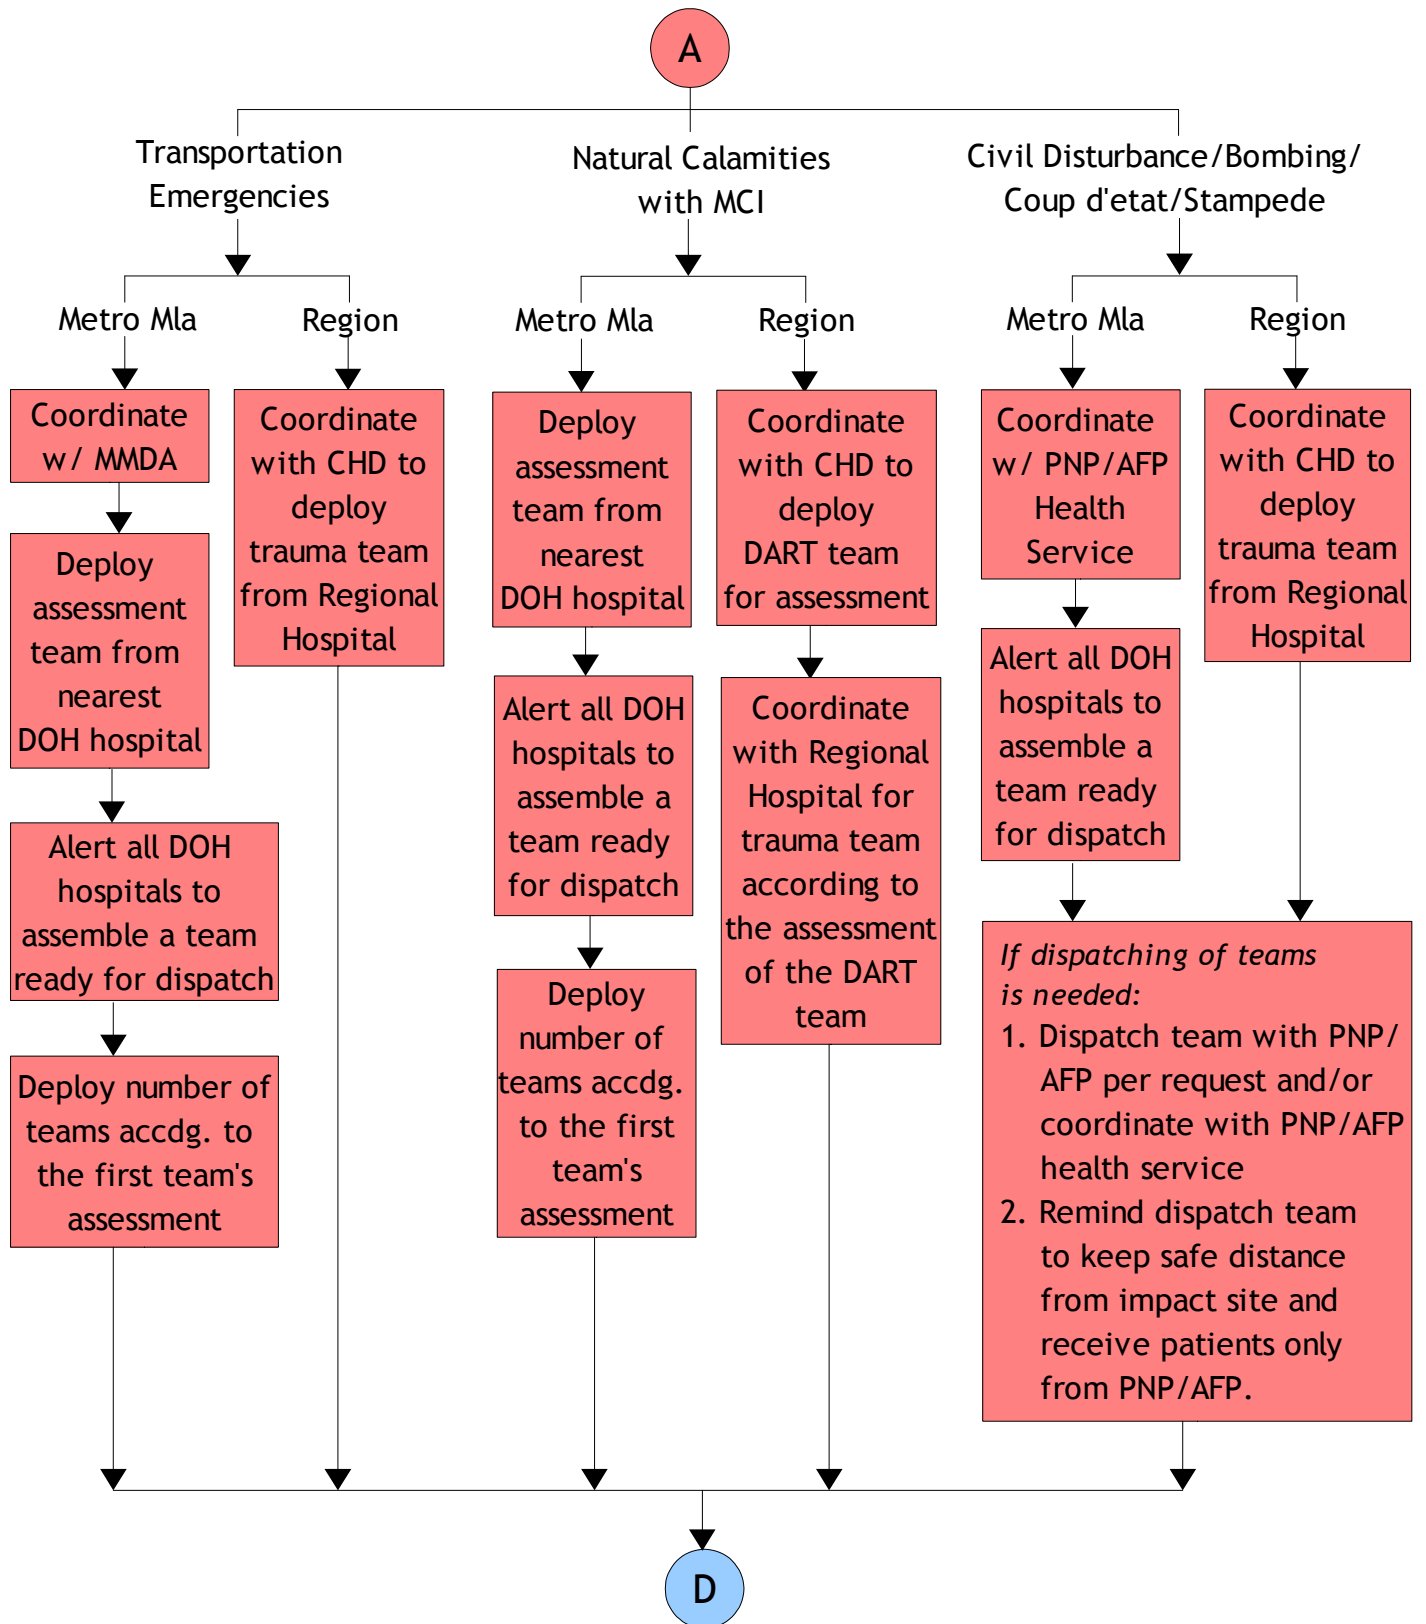 A
Transportation
Emergencies
Metro Mla
Coordinate
w/ MMDA
Deploy
assessment
team from
nearest
DOH hospital
Alert all DOH
hospitals to
assemble a team
ready for dispatch
Deploy number of
teams accdg. to
the first team's
assessment
Region
Coordinate
with CHD to
deploy
trauma team
from Regional
Hospital
Natural Calamities
with MCI
Metro Mla
Deploy
assessment
team from
nearest
DOH hospital
Alert all DOH
hospitals to
assemble a
team ready
for dispatch
Deploy
number of
teams accdg.
to the first
team's
assessment
Region
Coordinate
with CHD to
deploy
DART team
for assessment
Coordinate
with Regional
Hospital for
trauma team
according to
the assessment
of the DART
team
Civil Disturbance/Bombing/
Coup d'etat/Stampede
Metro Mla
Coordinate
w/ PNP/AFP
Health
Service
Alert all DOH
hospitals to
assemble a
team ready
for dispatch
Region
Coordinate
with CHD to
deploy
trauma team
from Regional
Hospital
If dispatching of teams
is needed:
1. Dispatch team with PNP/
AFP per request and/or
coordinate with PNP/AFP
health service
2. Remind dispatch team
to keep safe distance
from impact site and
receive patients only
from PNP/AFP.
D